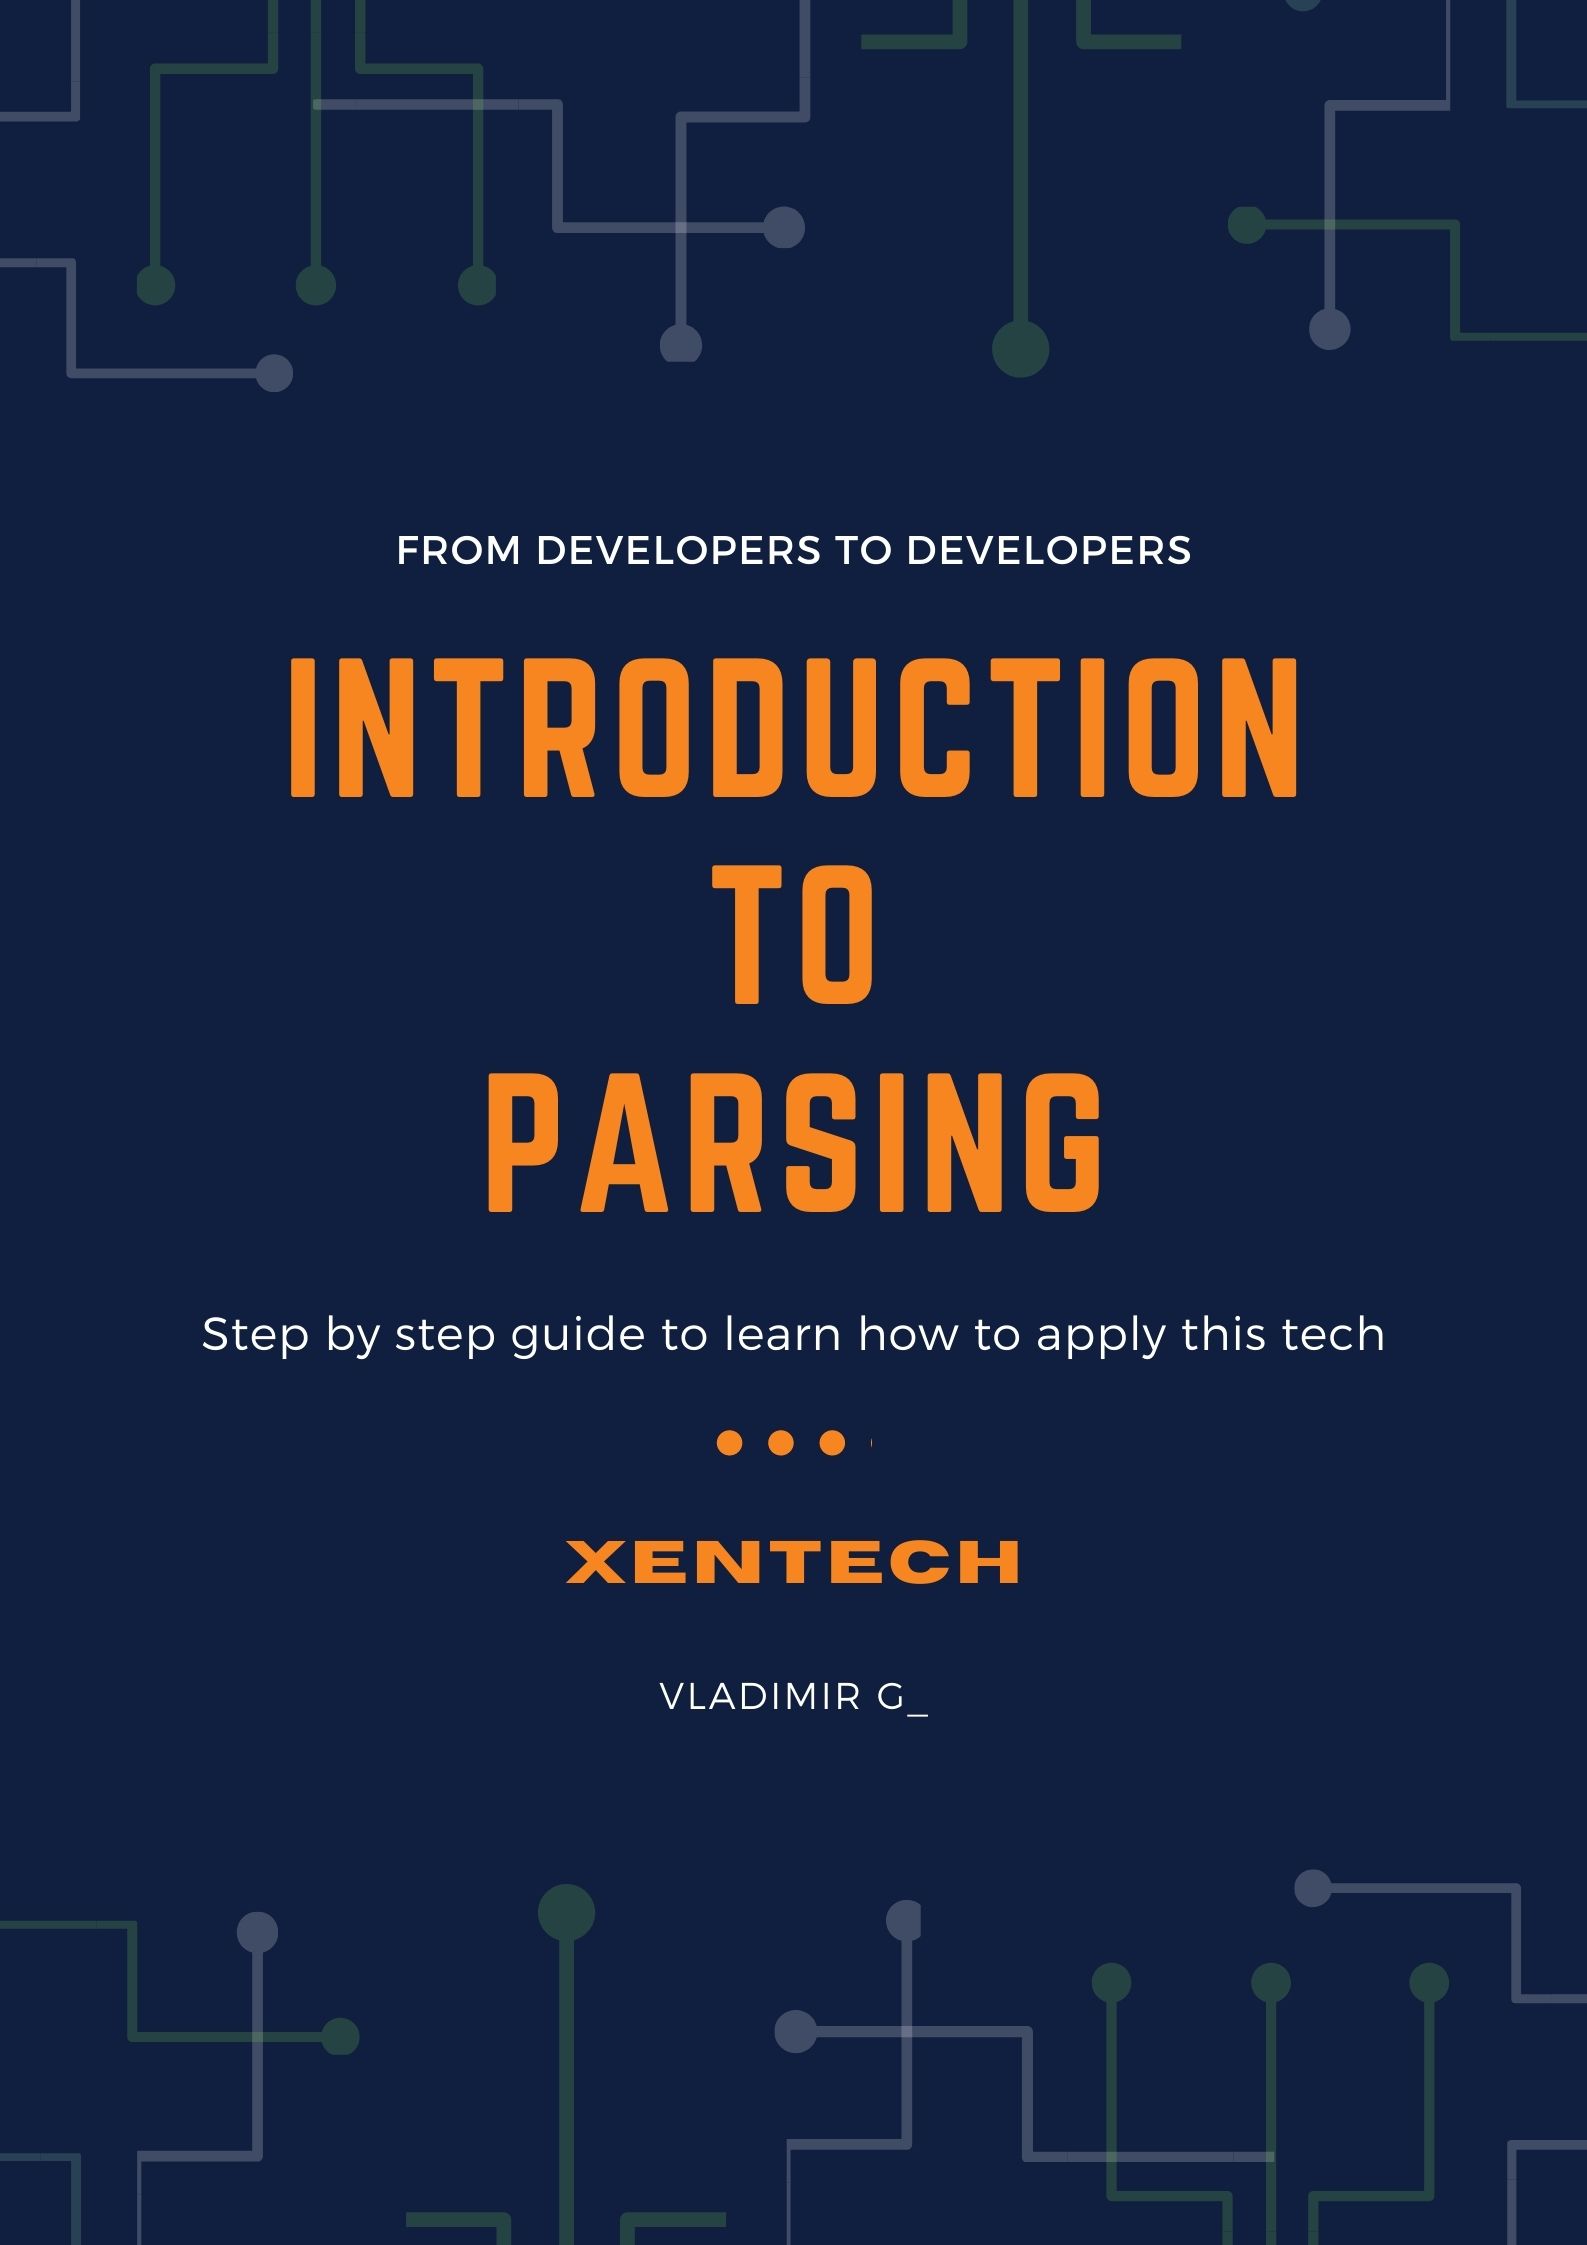 FROM DEVELOPERS TO DEVELOPERS
INTRODUCTION
TO
PARSING
Step by step guide to learn how to apply this tech
XENTECH
VLADIMIR G_